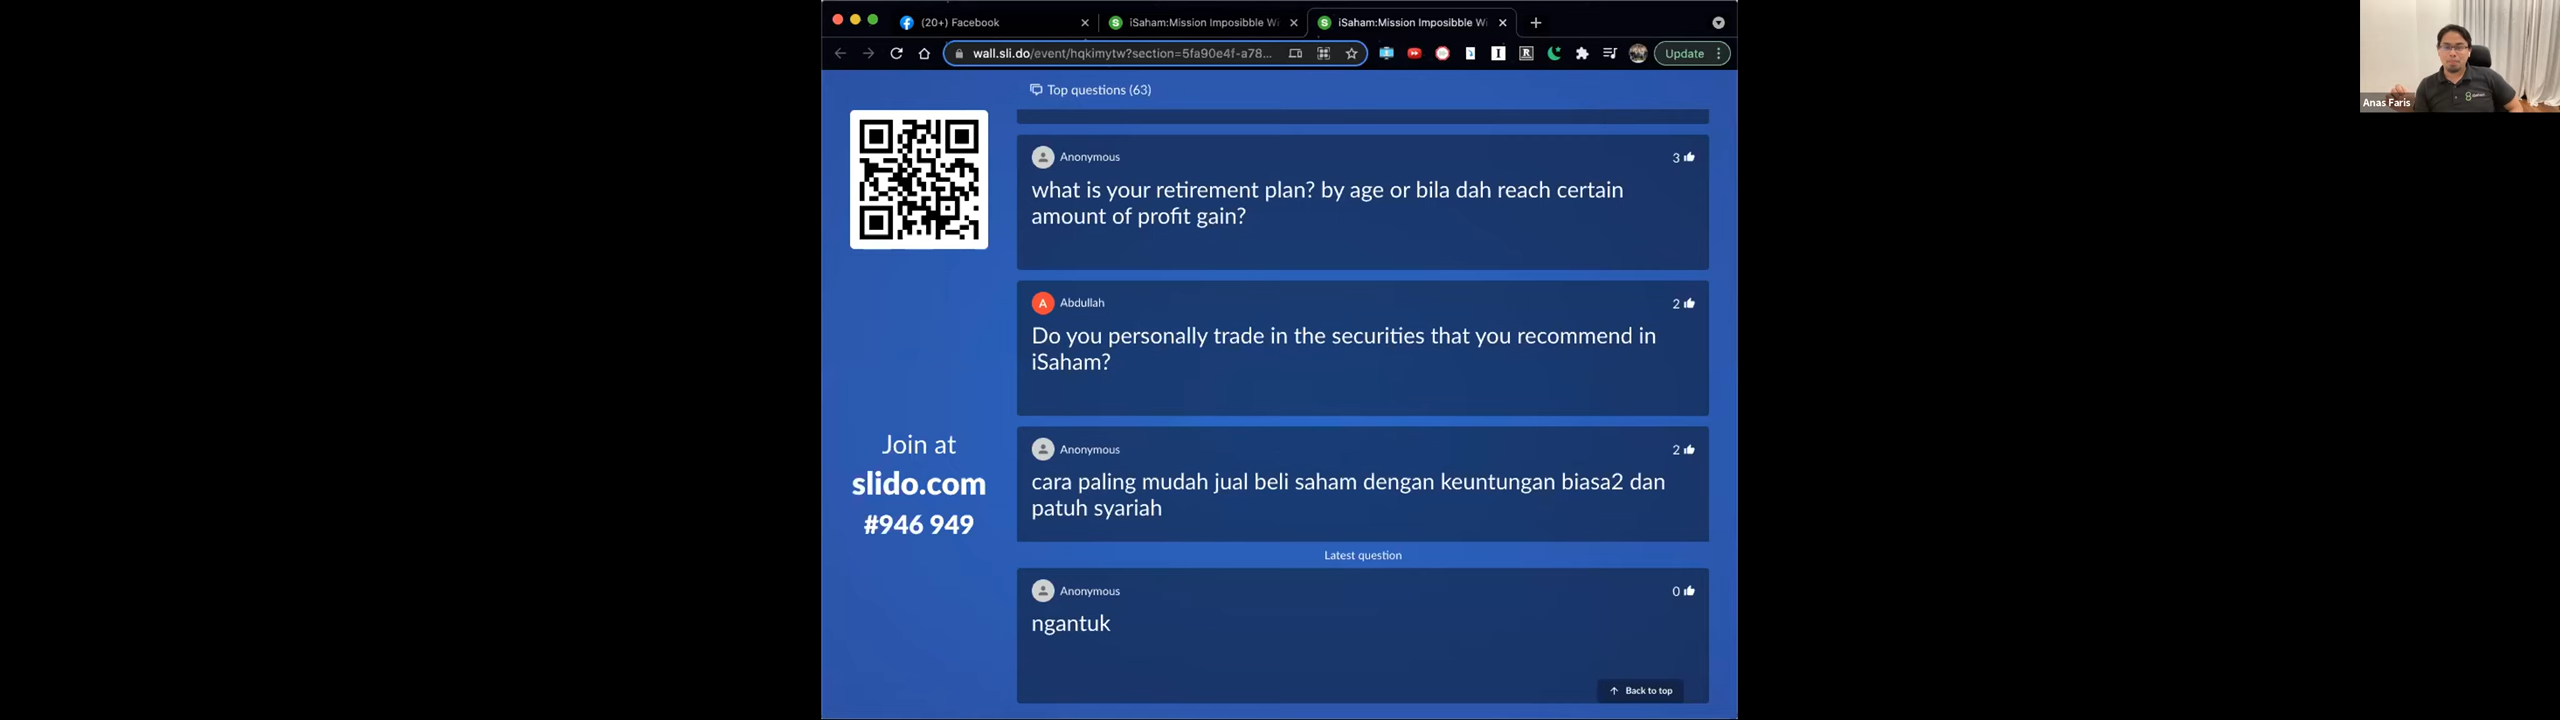 (20+) Facebook
iSaham:Mission Imposibble Wi
iSaham:Mission Imposibble Wi
wall.sli.do/event/hqkimytw?section=5fa90e4f-a78...
Update
Anas Faris
Top questions (63)
Anonymous
3
what is your retirement plan? by age or bila dah reach certain
amount of profit gain?
A
Abdullah
2
Do you personally trade in the securities that you recommend in
iSaham?
Join at
slido.com
#946 949
Anonymous
2
cara paling mudah jual beli saham dengan keuntungan biasa2 dan
patuh syariah
Latest question
Anonymous
0
ngantuk
Back to top